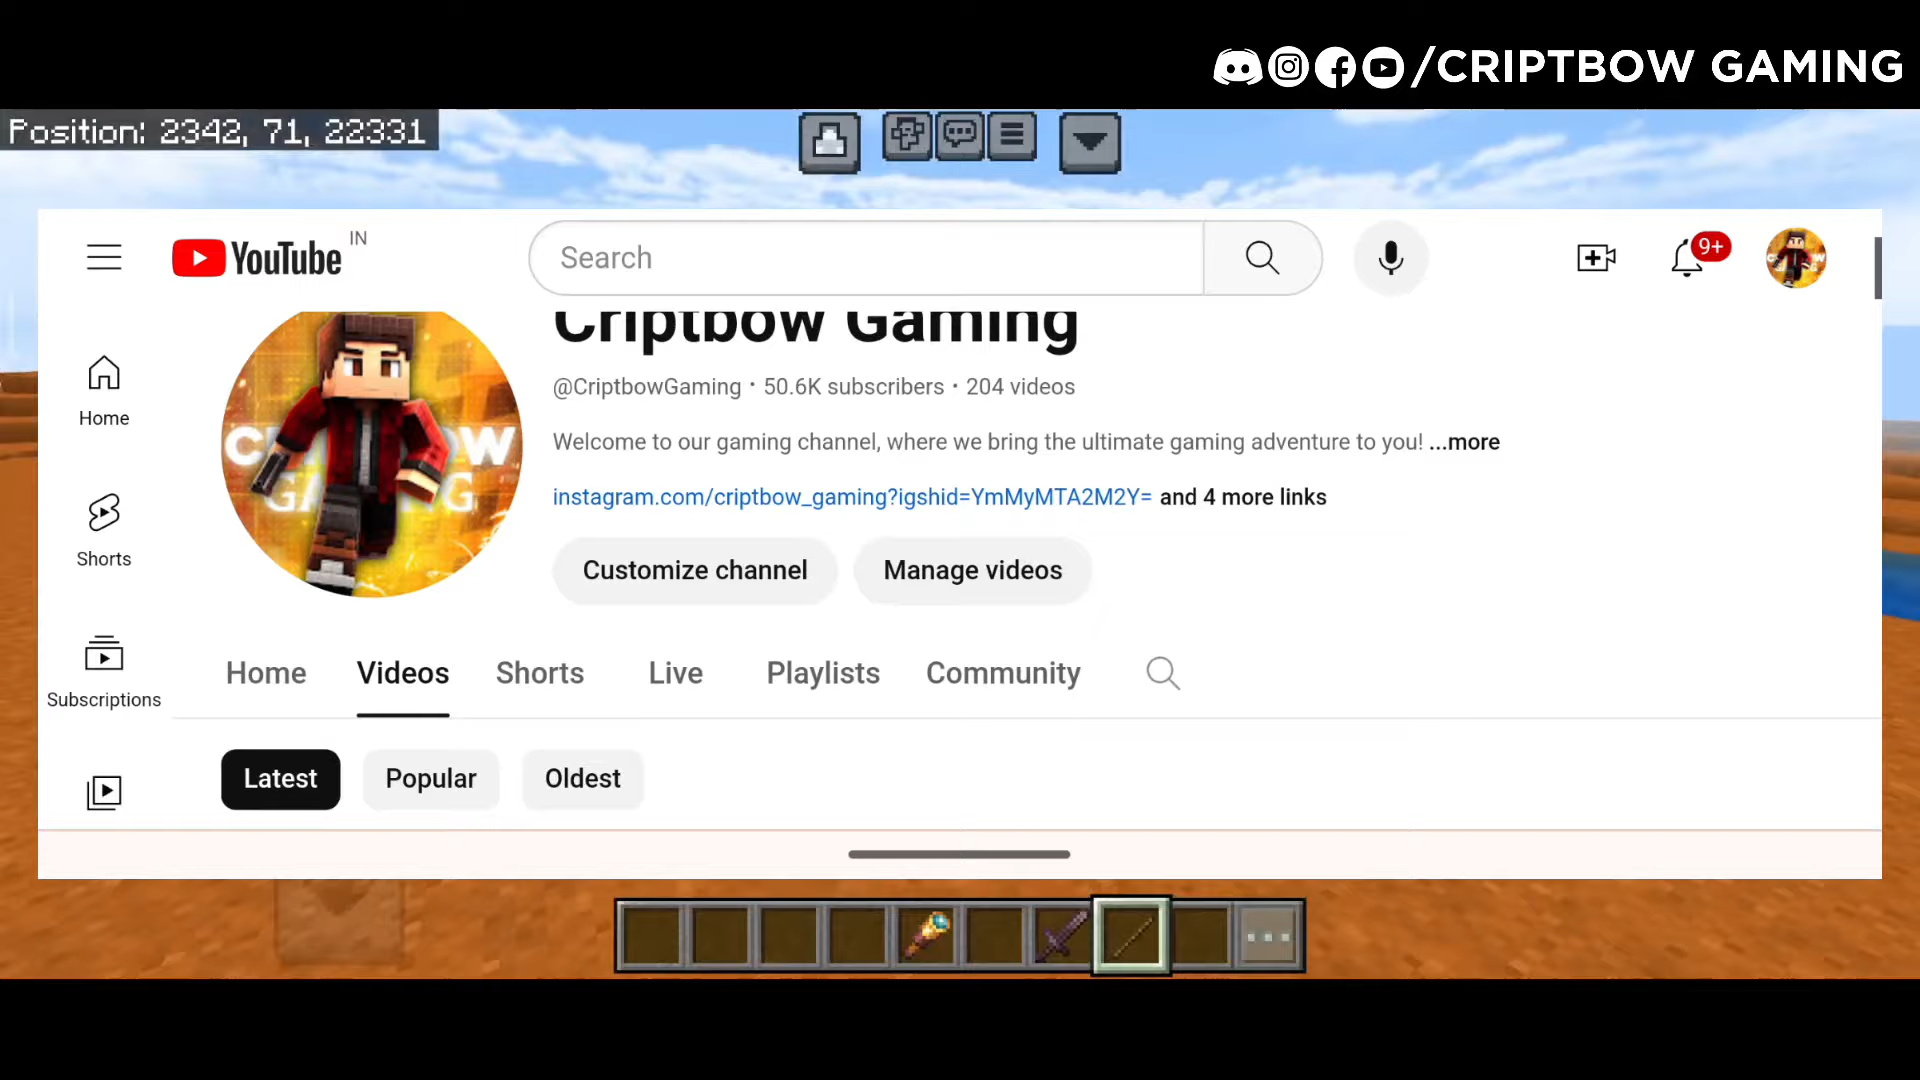 /CRIPTBOW GAMING
Position: 2342, 71, 22331
YouTube IN
Search
9+
Criptbow Gaming
@CriptbowGaming • 50.6K subscribers • 204 videos
Welcome to our gaming channel, where we bring the ultimate gaming adventure to you! ...more
instagram.com/criptbow_gaming?igshid=YmMyMTA2M2Y= and 4 more links
Customize channel Manage videos
Home
Shorts
Subscriptions
Home Videos Shorts Live Playlists Community
Latest Popular Oldest